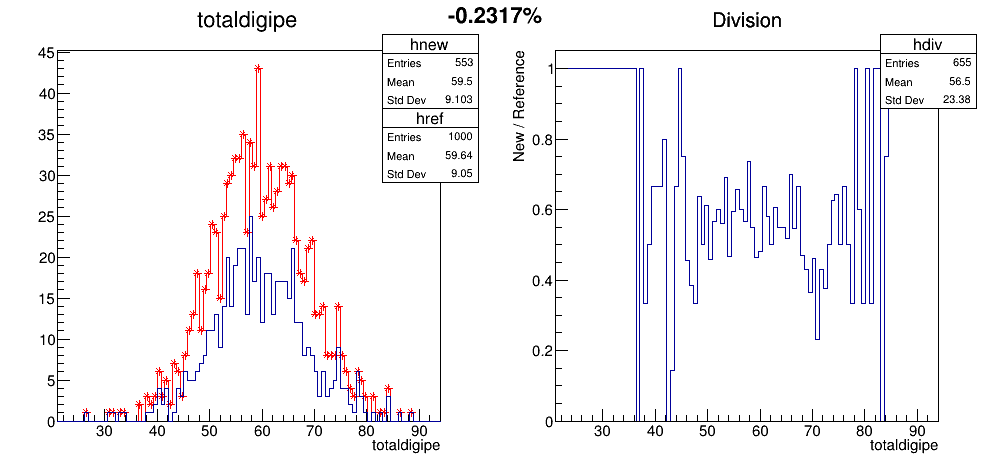 -0.2317%
totaldigipe
hnew
Entries 553
Mean 59.5
Std Dev 9.103
href
Entries 1000
Mean 59.64
Std Dev 9.05
45
40
35
30
25
20
15
10
5
0
30 40 50 60 70 80 90
totaldigipe
Division
hdiv
Entries 655
Mean 56.5
Std Dev 23.38
New / Reference
1
0.8
0.6
0.4
0.2
0
30 40 50 60 70 80 90
totaldigipe